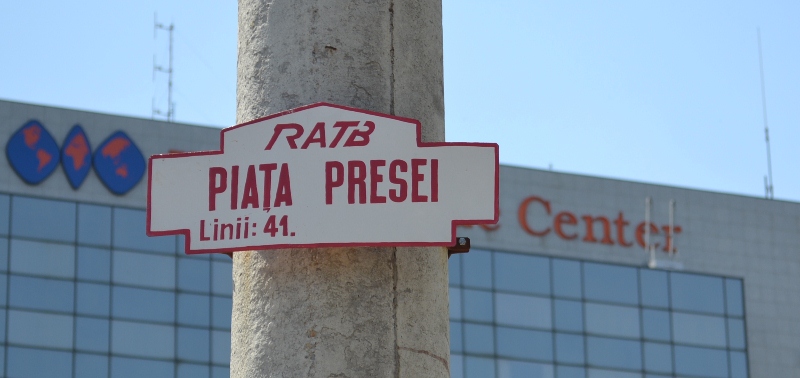 RATB
PIAȚA PRESEI
Linii: 41.
Center